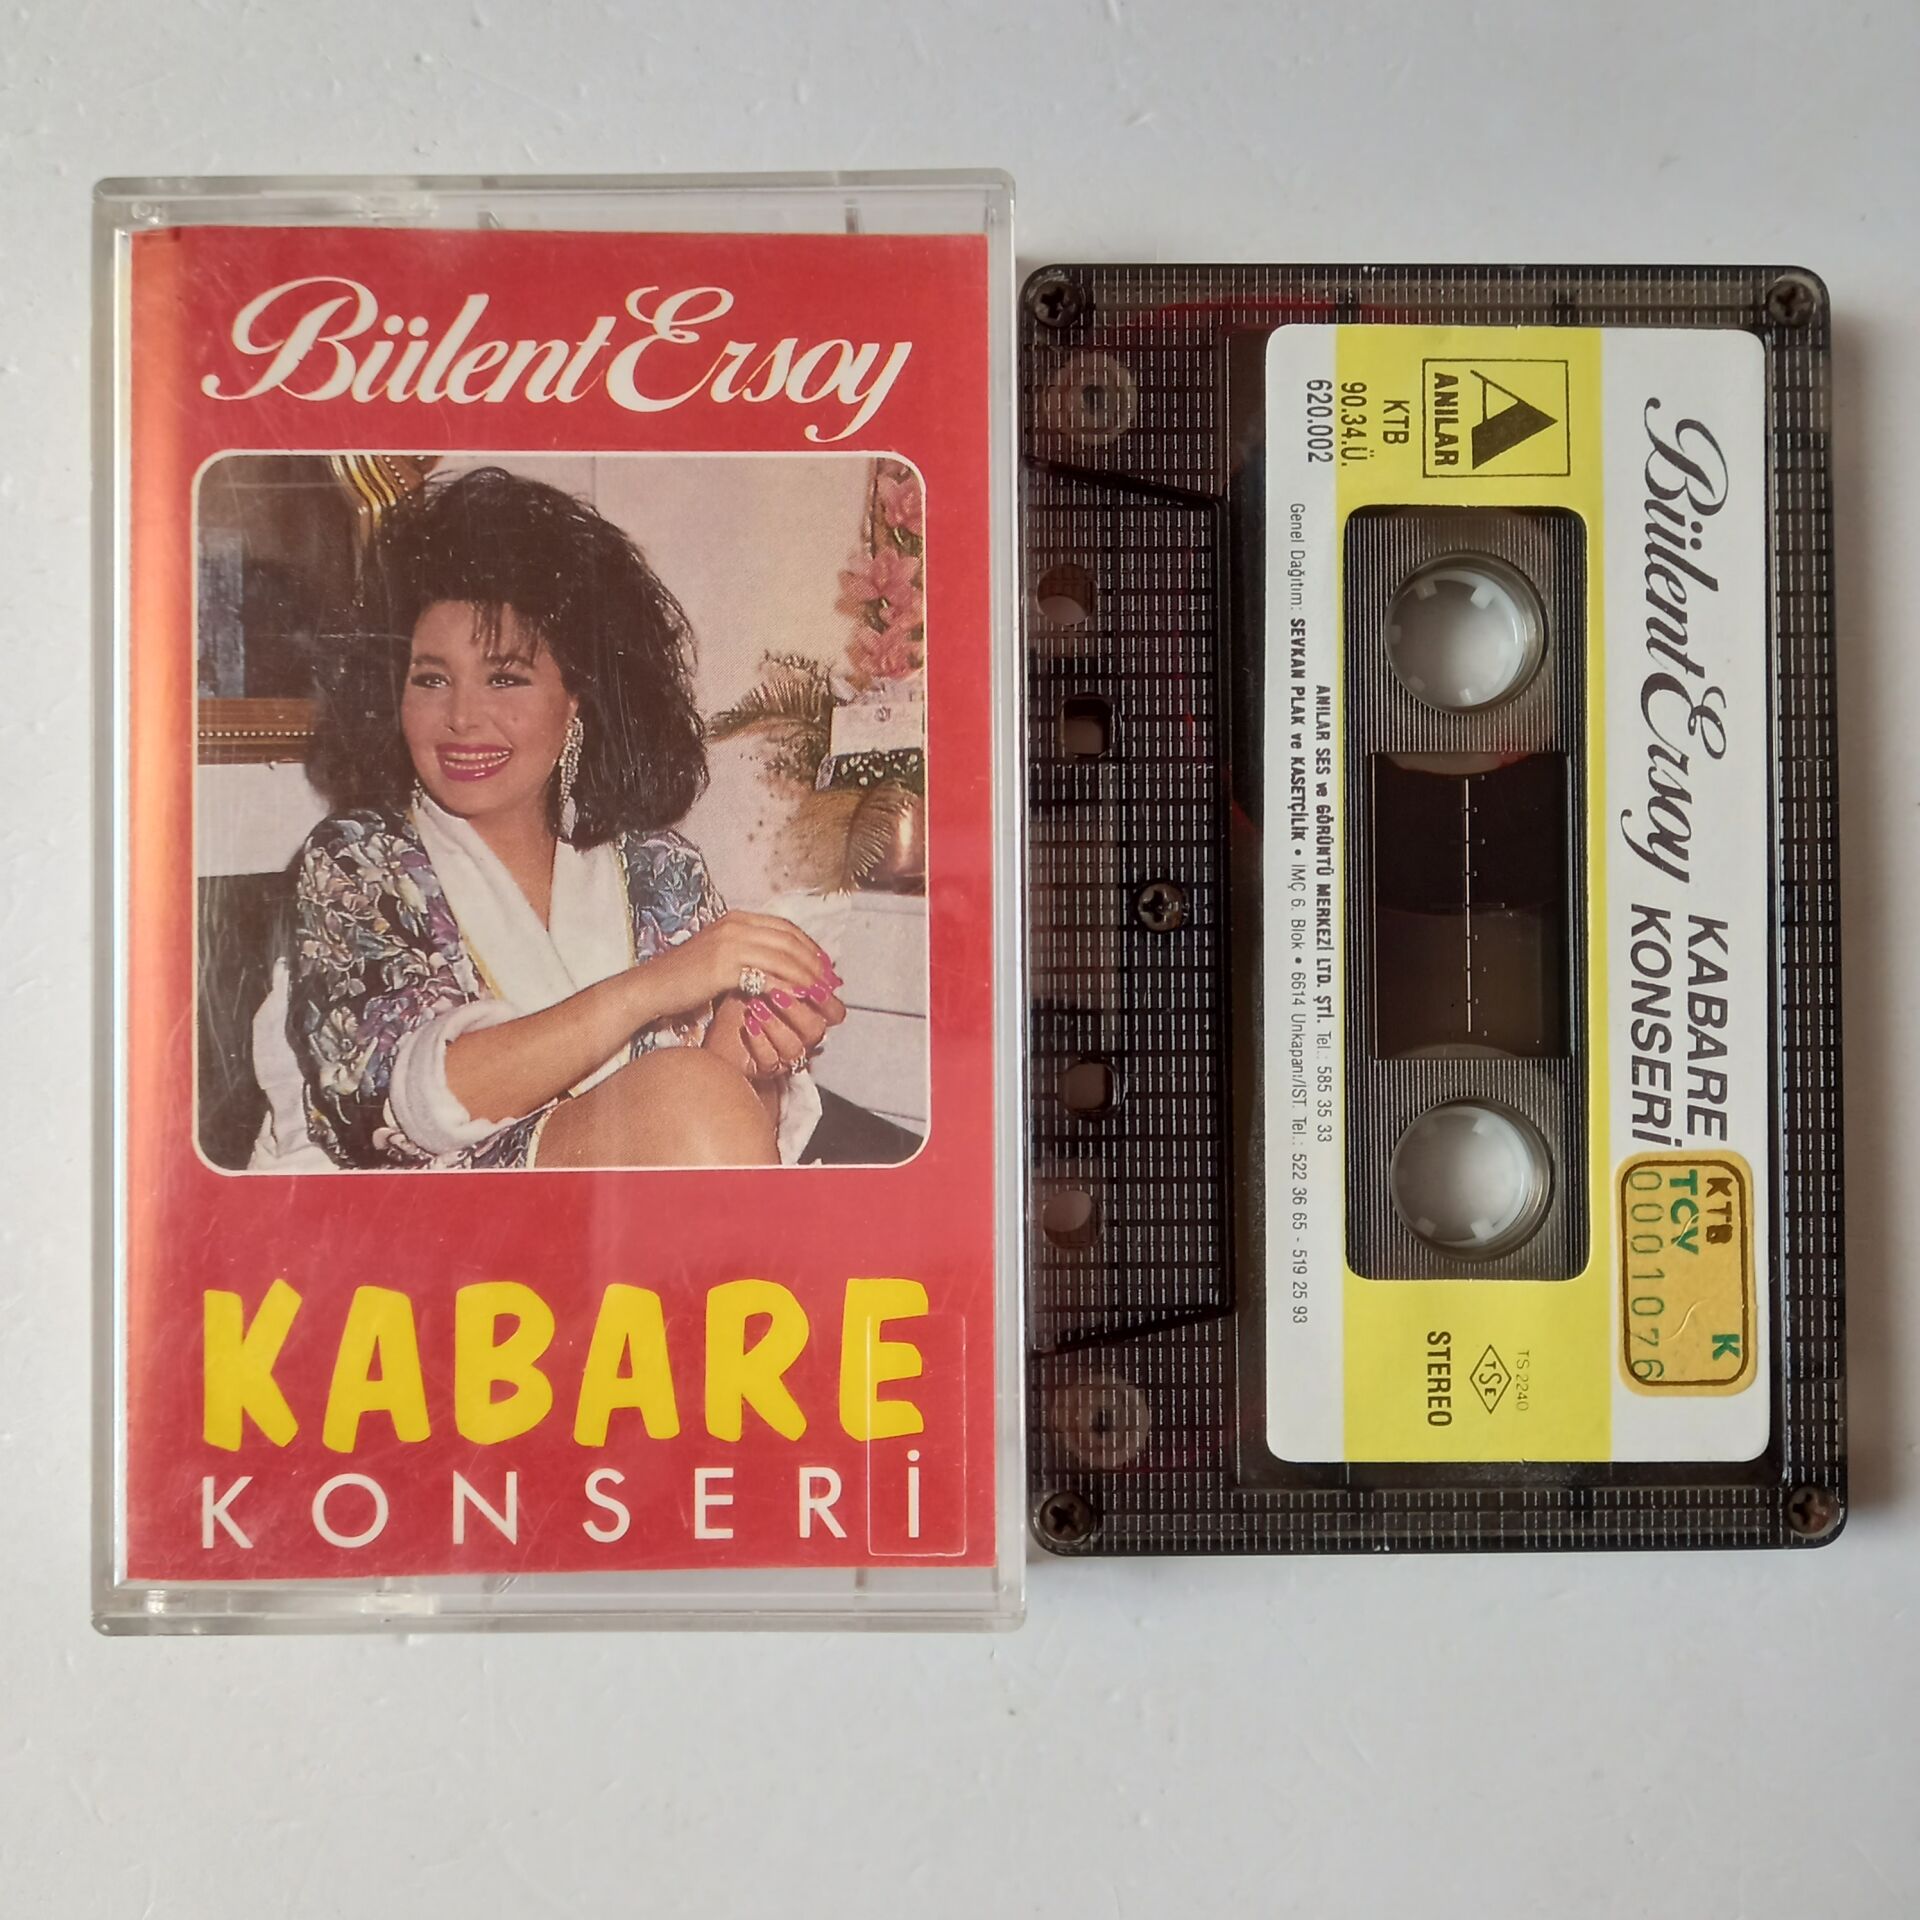 Bülent Ersoy
KABARE
KONSERİ
Bülent Ersoy KABARE
KONSERİ
A
ANILAR
KTB
90.34.Ü.
620.002
ANILAR SES ve GÖRÜNTÜ MERKEZİ LTD. ŞTİ. Tel.: 585 35 33
Genel Dağıtım: SEVKAN PLAK ve KASETÇİLİK • İMÇ 6. Blok • 6614 Unkapanı/İST. Tel.: 522 36 65 - 519 25 93
KTB K
TCV
0001076
TS 2240
TSE
STEREO